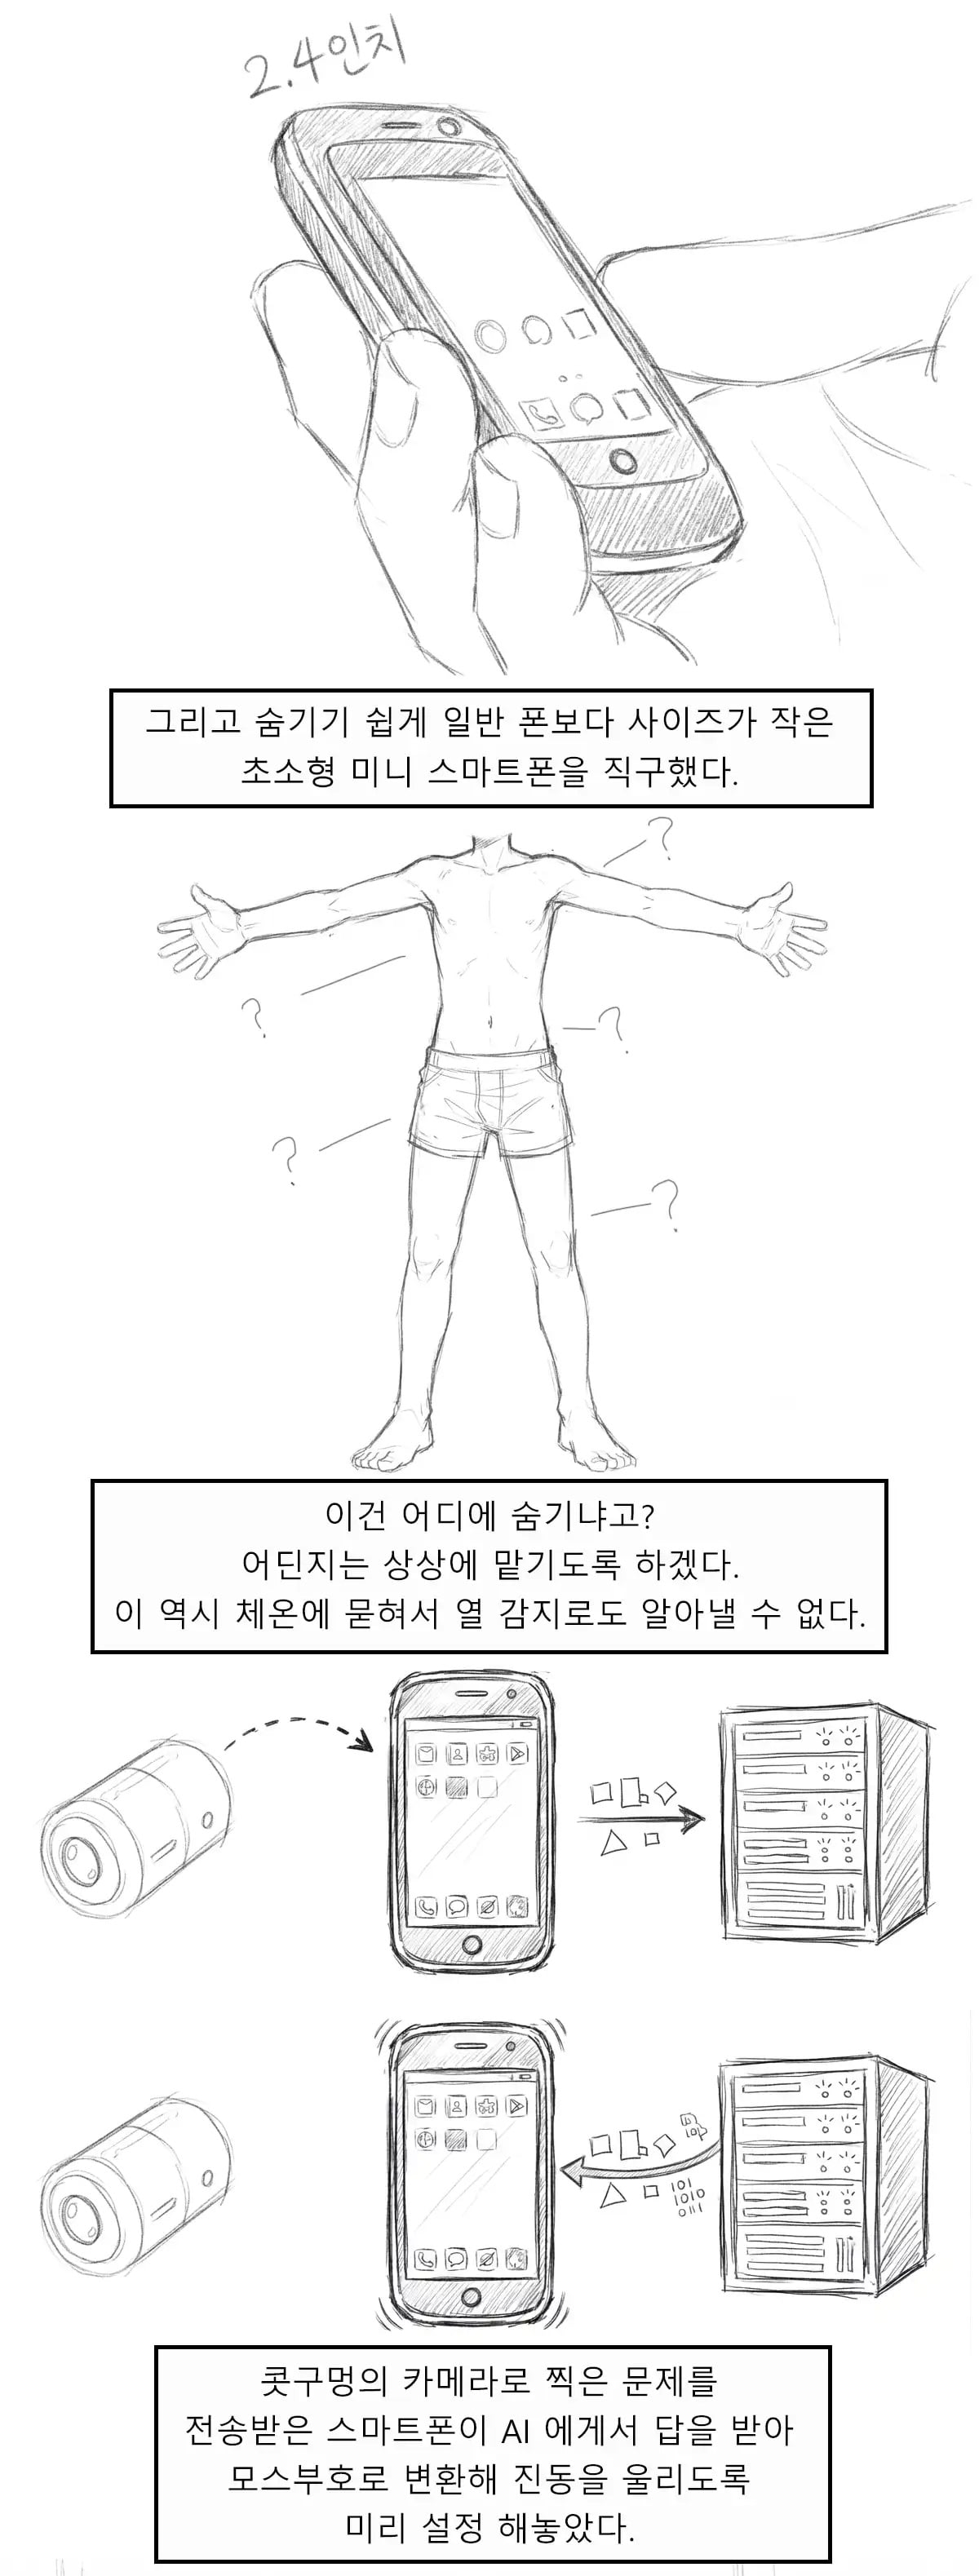 2.4인치
그리고 숨기기 쉽게 일반 폰보다 사이즈가 작은
초소형 미니 스마트폰을 직구했다.
?
?
?
?
?
이건 어디에 숨기냐고?
어딘지는 상상에 맡기도록 하겠다.
이 역시 체온에 묻혀서 열 감지로도 알아낼 수 없다.
101
101
1010
0111
콧구멍의 카메라로 찍은 문제를
전송받은 스마트폰이 AI 에게서 답을 받아
모스부호로 변환해 진동을 울리도록
미리 설정 해놓았다.